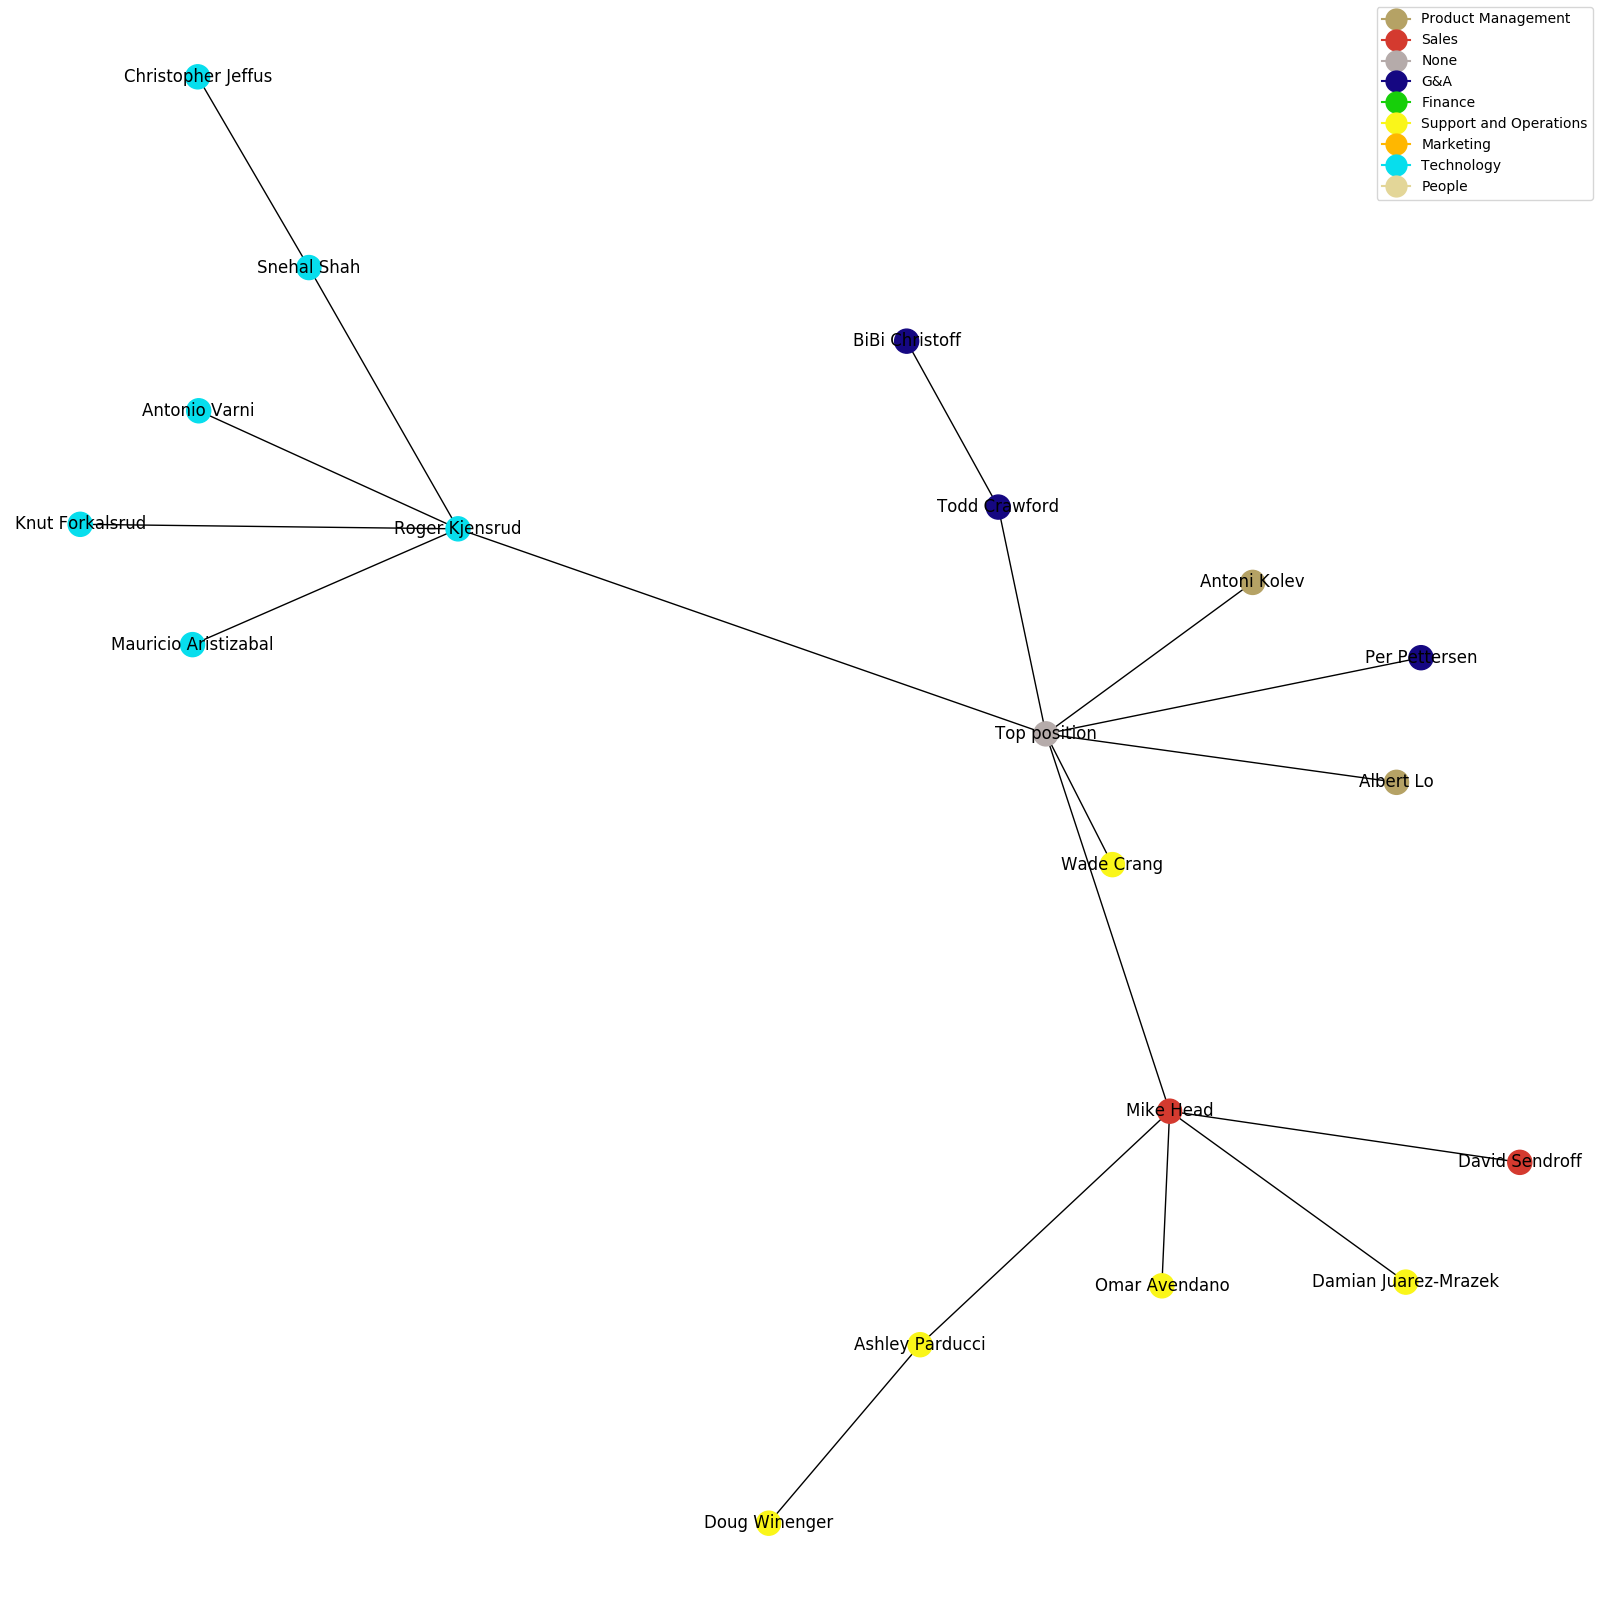 Product Management
Sales
None
G&A
Finance
Support and Operations
Marketing
Technology
People
Christopher Jeffus
Snehal Shah
BiBi Christoff
Antonio Varni
Todd Crawford
Knut Forkalsrud
Roger Kjensrud
Antoni Kolev
Mauricio Aristizabal
Per Pettersen
Top position
Albert Lo
Wade Crang
Mike Head
David Sendroff
Omar Avendano
Damian Juarez-Mrazek
Ashley Parducci
Doug Winenger